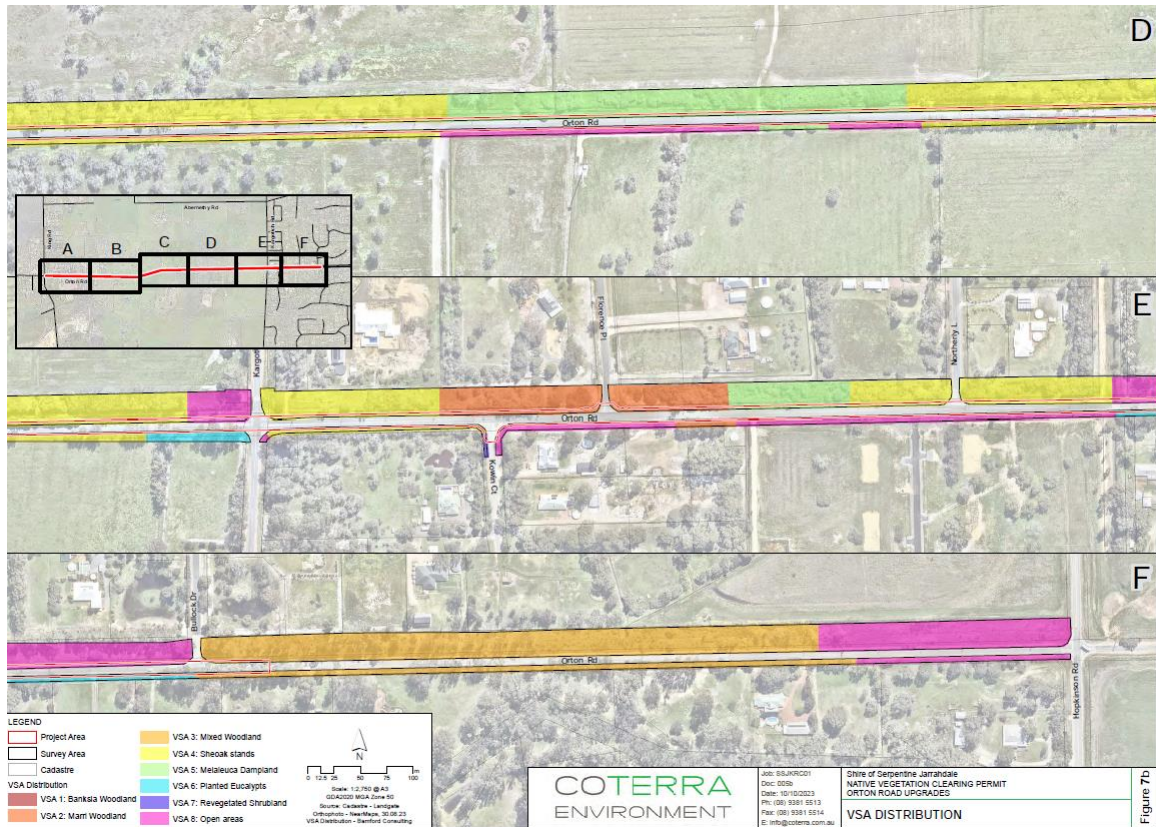 D
Orton Rd
Abernethy Rd
King Rd
A B C D E F
Orton Rd
E
Florence Pl
Northerly L
Orton Rd
Kowin Ct
F
Bullock Dr
Orton Rd
Hopkinson Rd
LEGEND
Project Area
Survey Area
Cadastre
VSA Distribution
VSA 1: Banksia Woodland
VSA 2: Marri Woodland
VSA 3: Mixed Woodland
VSA 4: Sheoak stands
VSA 5: Melaleuca Dampland
VSA 6: Planted Eucalypts
VSA 7: Revegetated Shrubland
VSA 8: Open areas
N
0 12.5 25 50 75 100
m
Scale: 1:2,750 @ A3
GDA2020 MGA Zone 50
Source: Cadastre - Landgate
Orthophoto - NearMaps, 30.08.23
VSA Distribution - Bamford Consulting
COTERRA
ENVIRONMENT
Job: SSJKRC01
Doc: 005b
Date: 10/10/2023
Ph: (08) 9381 5513
Fax: (08) 9381 5514
E: info@coterra.com.au
Shire of Serpentine Jarrahdale
NATIVE VEGETATION CLEARING PERMIT
ORTON ROAD UPGRADES
VSA DISTRIBUTION
Figure 7b